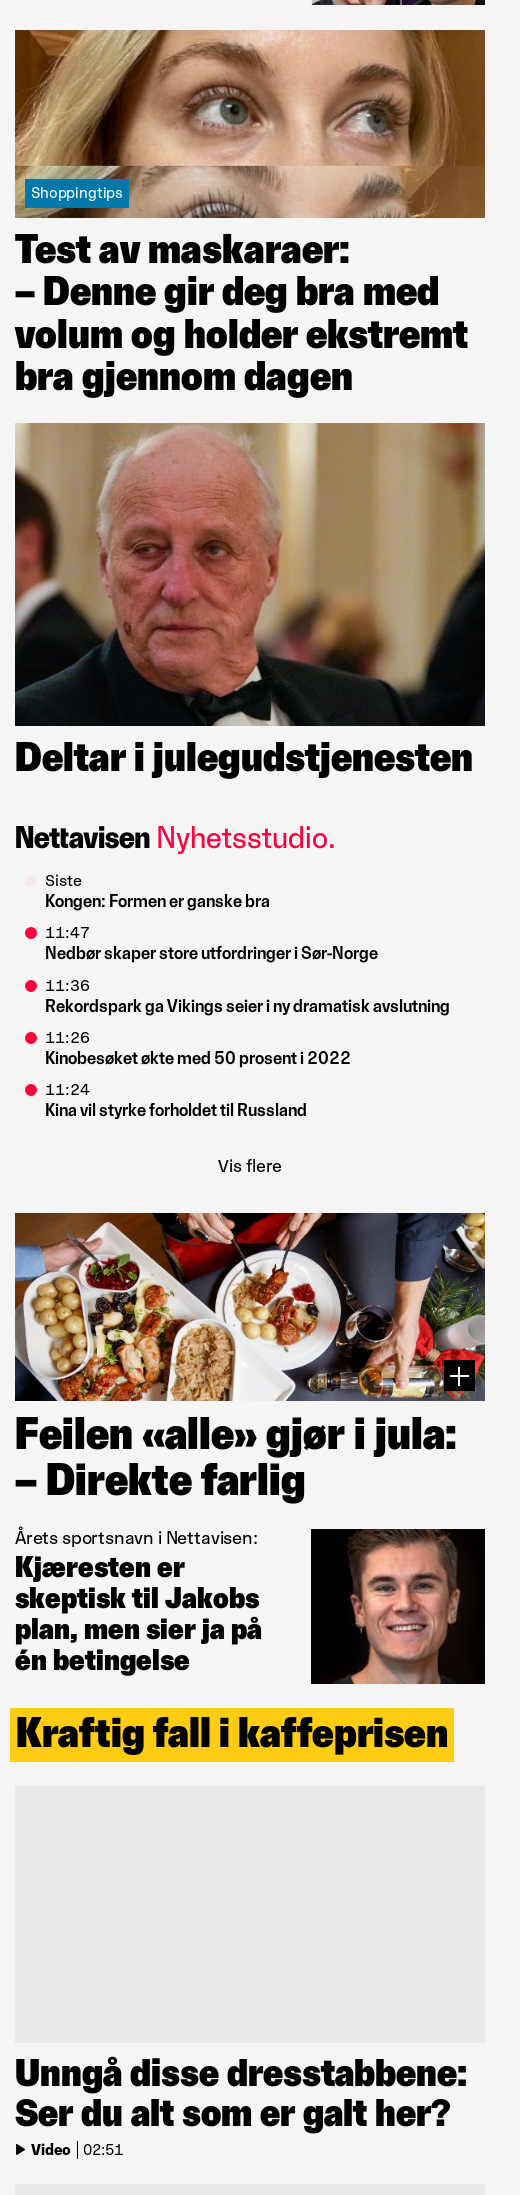 Shoppingtips
Test av maskaraer:
– Denne gir deg bra med
volum og holder ekstremt
bra gjennom dagen
Deltar i julegudstjenesten
Nettavisen Nyhetsstudio.
Siste
Kongen: Formen er ganske bra
11:47
Nedbør skaper store utfordringer i Sør-Norge
11:36
Rekordspark ga Vikings seier i ny dramatisk avslutning
11:26
Kinobesøket økte med 50 prosent i 2022
11:24
Kina vil styrke forholdet til Russland
Vis flere
Feilen «alle» gjør i jula:
– Direkte farlig
Årets sportsnavn i Nettavisen:
Kjæresten er
skeptisk til Jakobs
plan, men sier ja på
én betingelse
Kraftig fall i kaffeprisen
Unngå disse dresstabbene:
Ser du alt som er galt her?
Video | 02:51